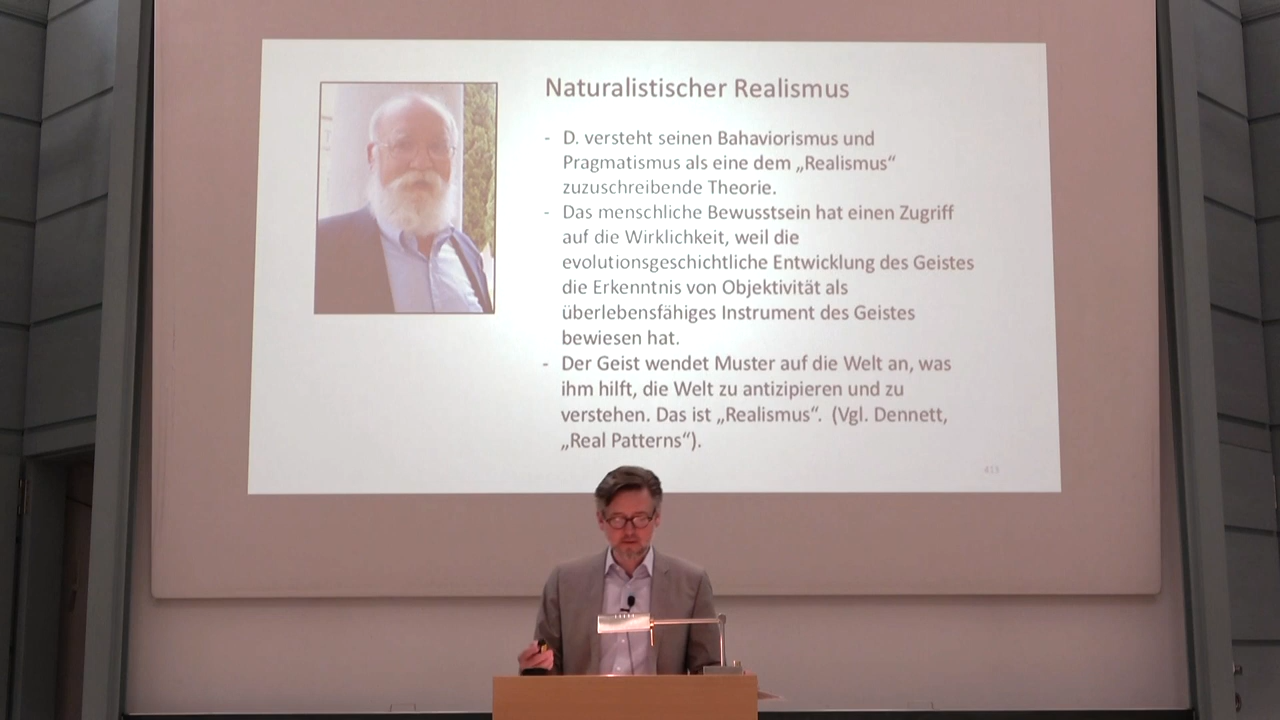 Naturalistischer Realismus
- D. versteht seinen Bahaviorismus und
Pragmatismus als eine dem „Realismus“
zuzuschreibende Theorie.
- Das menschliche Bewusstsein hat einen Zugriff
auf die Wirklichkeit, weil die
evolutionsgeschichtliche Entwicklung des Geistes
die Erkenntnis von Objektivität als
überlebensfähiges Instrument des Geistes
bewiesen hat.
- Der Geist wendet Muster auf die Welt an, was
ihm hilft, die Welt zu antizipieren und zu
verstehen. Das ist „Realismus“. (Vgl. Dennett,
„Real Patterns“).
413